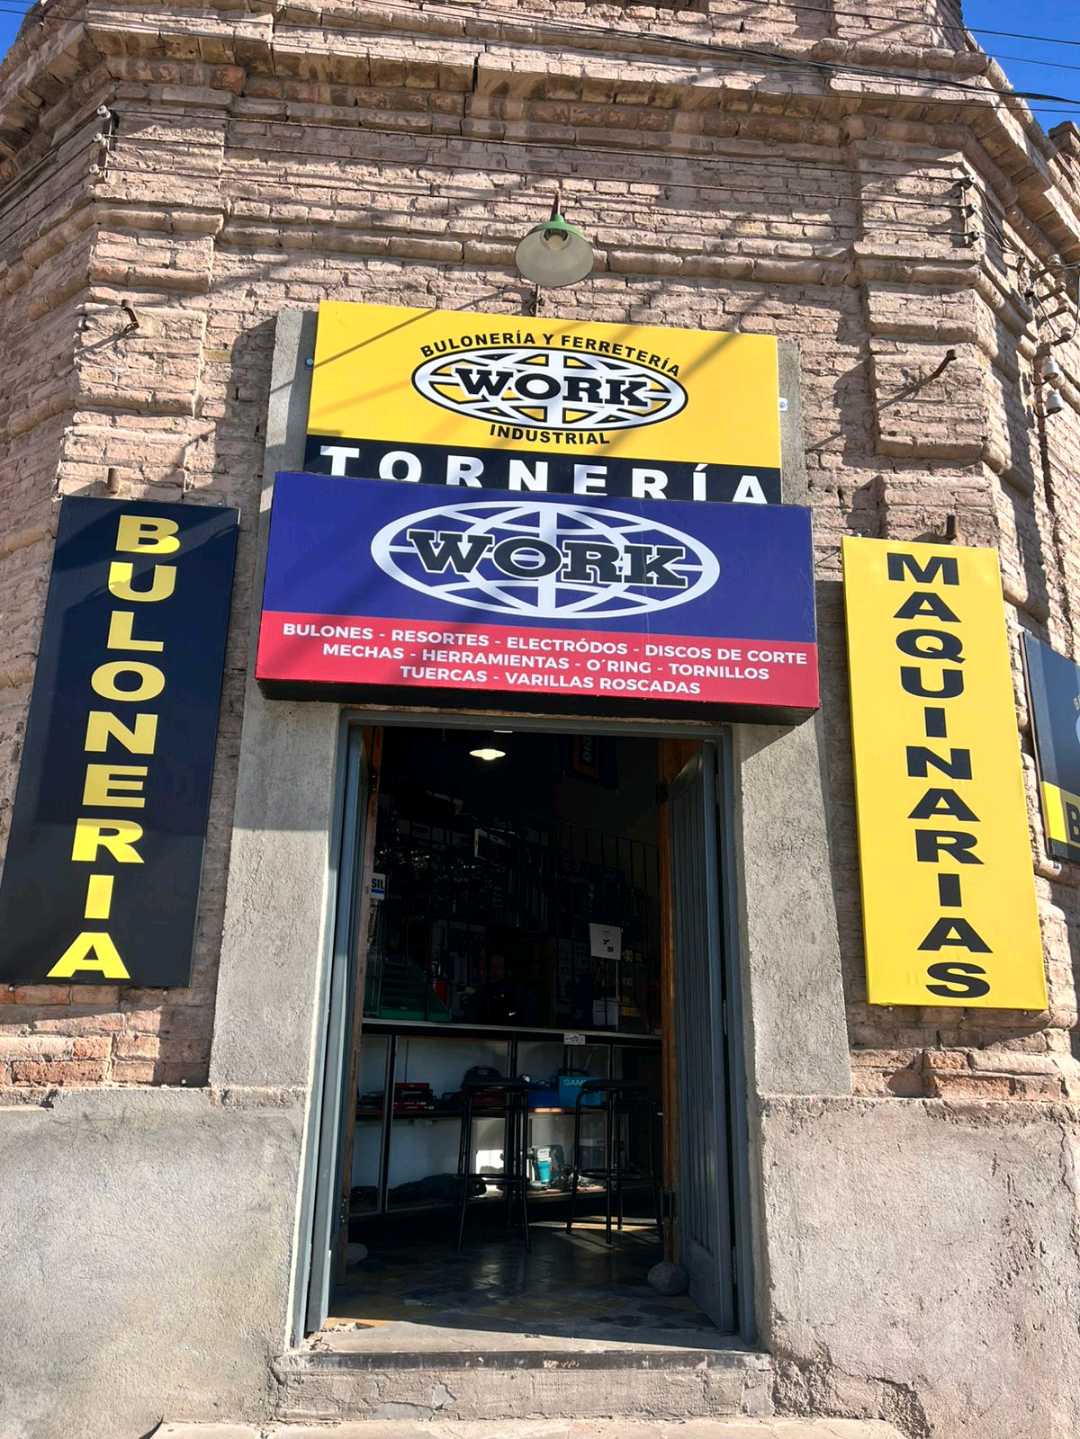 BULONERÍA Y FERRETERÍA
WORK
INDUSTRIAL
TORNERÍA
WORK
BULONES - RESORTES - ELECTRÓDOS - DISCOS DE CORTE
MECHAS - HERRAMIENTAS - O´RING - TORNILLOS
TUERCAS - VARILLAS ROSCADAS
BULONERIA
MAQUINARIAS